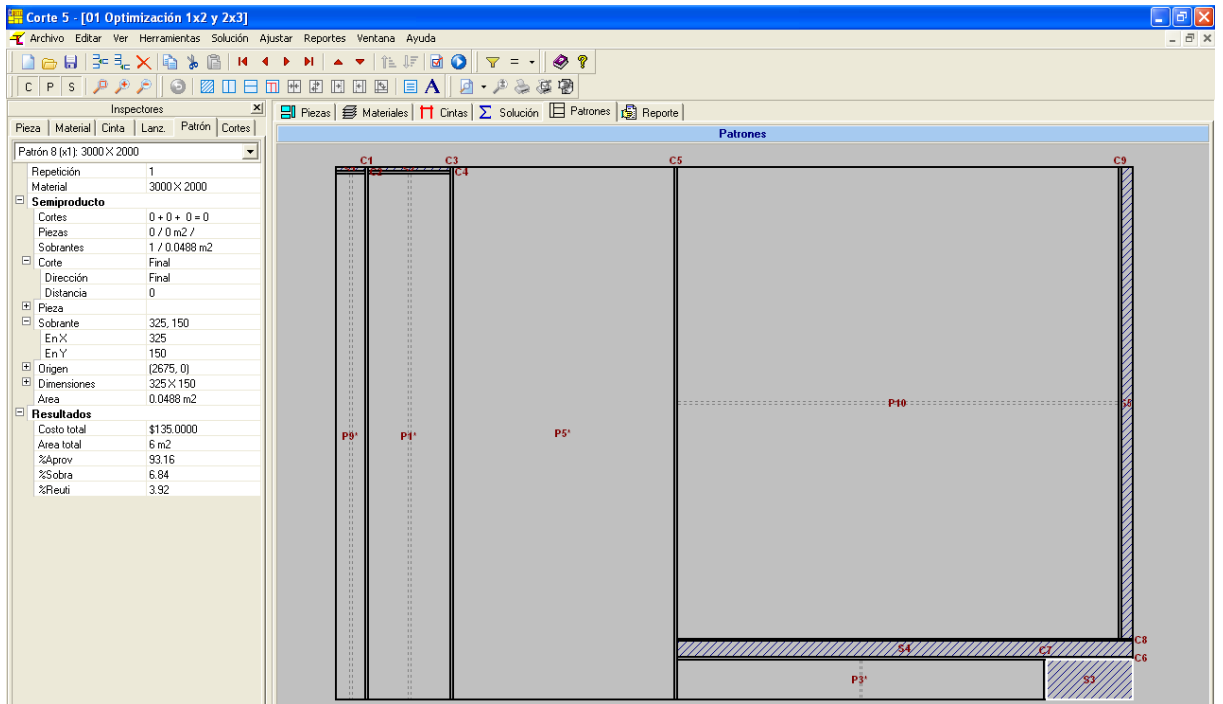 Corte 5 - [01 Optimización 1x2 y 2x3]
Archivo Editar Ver Herramientas Solución Ajustar Reportes Ventana Ayuda
C P S A
Inspectores
Pieza Material Cinta Lanz. Patrón Cortes
Piezas Materiales Cintas Solución Patrones Reporte
Patrones
Patrón 8 (x1): 3000 X 2000
Repetición 1
Material 3000 X 2000
Semiproducto
Cortes 0 + 0 + 0 = 0
Piezas 0 / 0 m2 /
Sobrantes 1 / 0.0488 m2
Corte Final
Dirección Final
Distancia 0
Pieza
Sobrante 325, 150
En X 325
En Y 150
Origen (2675, 0)
Dimensiones 325 X 150
Area 0.0488 m2
Resultados
Costo total $135.0000
Area total 6 m2
%Aprov 93.16
%Sobra 6.84
%Reuti 3.92
C1 C3 C5 C9
C4
P10
P9* P1* P5*
C8
S4 C7
C6
P3* S3